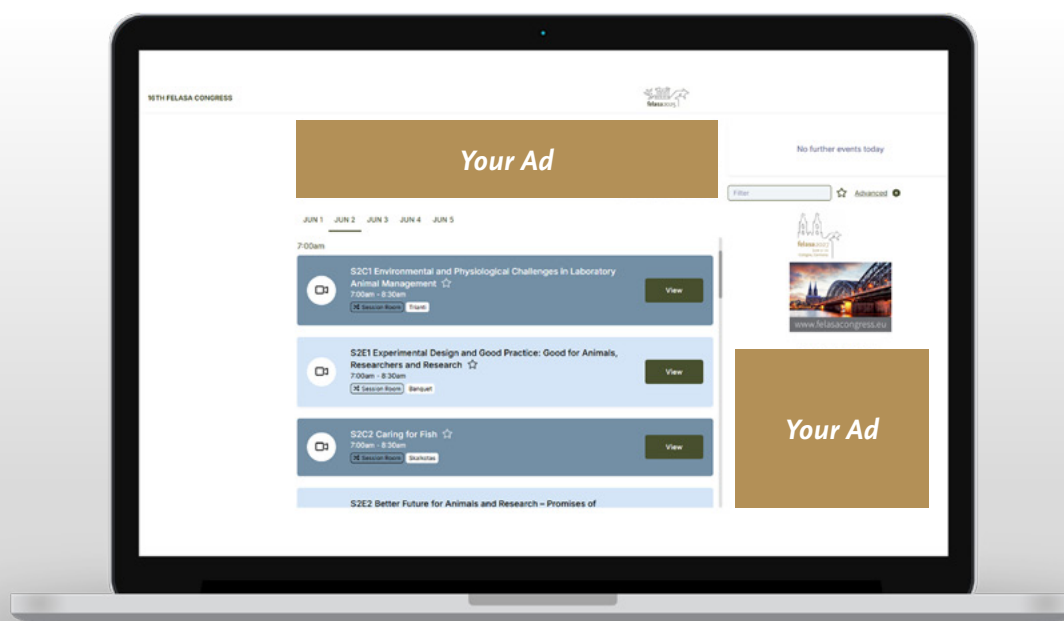 16TH FELASA CONGRESS
felasa2025
Your Ad
No further events today
Filter
Advanced
JUN 1 JUN 2 JUN 3 JUN 4 JUN 5
7:00am
S2C1 Environmental and Physiological Challenges in Laboratory
Animal Management
7:00am - 8:30am
Session Room Trianti
View
S2E1 Experimental Design and Good Practice: Good for Animals,
Researchers and Research
7:00am - 8:30am
Session Room Banquet
View
S2C2 Caring for Fish
7:00am - 8:30am
Session Room Skalkotas
View
S2E2 Better Future for Animals and Research – Promises of
felasa2027
www.felasacongress.eu
Your Ad